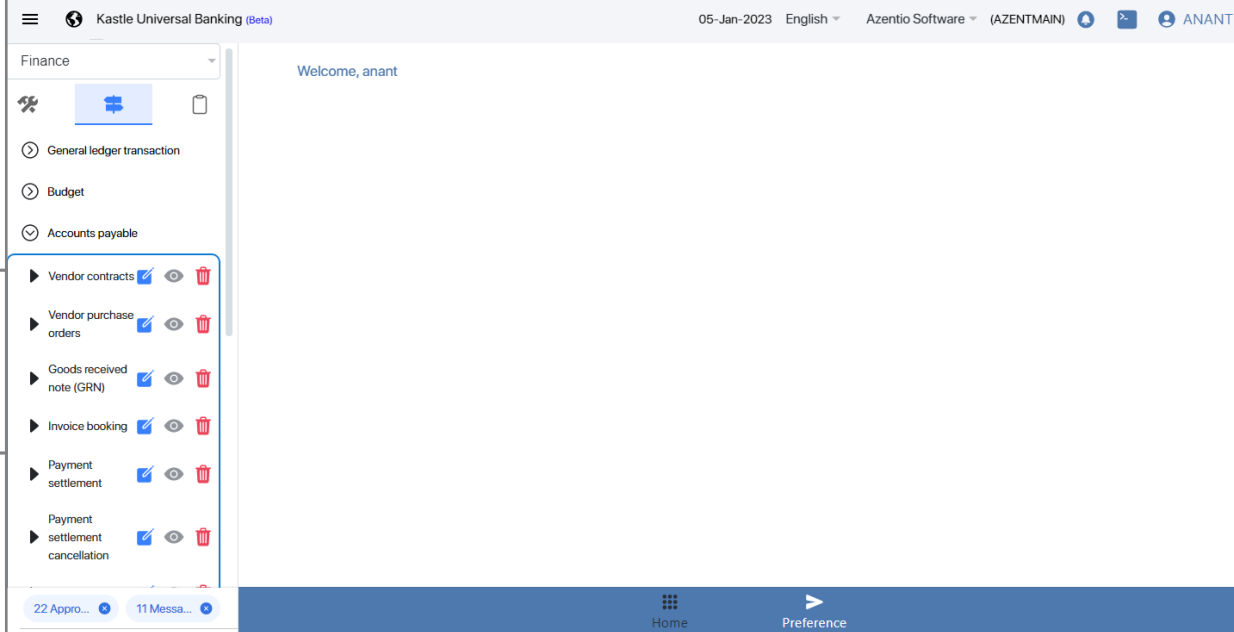 Kastle Universal Banking (Beta)
05-Jan-2023 English Azentio Software (AZENTMAIN) ANANT
Finance
Welcome, anant
General ledger transaction
Budget
Accounts payable
Vendor contracts
Vendor purchase
orders
Goods received
note (GRN)
Invoice booking
Payment
settlement
Payment
settlement
cancellation
22 Appro...
11 Messa...
Home
Preference